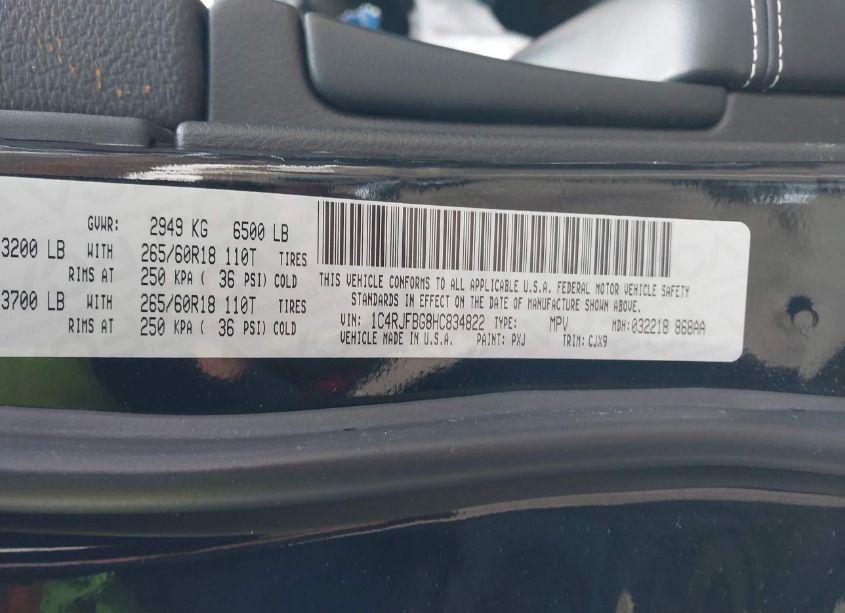 GVWR: 2949 KG 6500 LB
3200 LB WITH 265/60R18 110T TIRES
RIMS AT 250 KPA ( 36 PSI) COLD
3700 LB WITH 265/60R18 110T TIRES
RIMS AT 250 KPA ( 36 PSI) COLD
THIS VEHICLE CONFORMS TO ALL APPLICABLE U.S.A. FEDERAL MOTOR VEHICLE SAFETY
STANDARDS IN EFFECT ON THE DATE OF MANUFACTURE SHOWN ABOVE.
VIN: 1C4RJFBG8HC834822 TYPE: MPV MDH: 032218 868AA
VEHICLE MADE IN U.S.A. PAINT: PXJ TRIM: CJX9